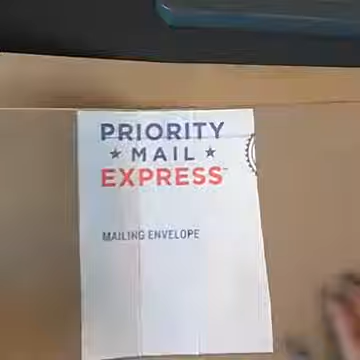 PRIORITY
★ MAIL ★
EXPRESS™
MAILING ENVELOPE